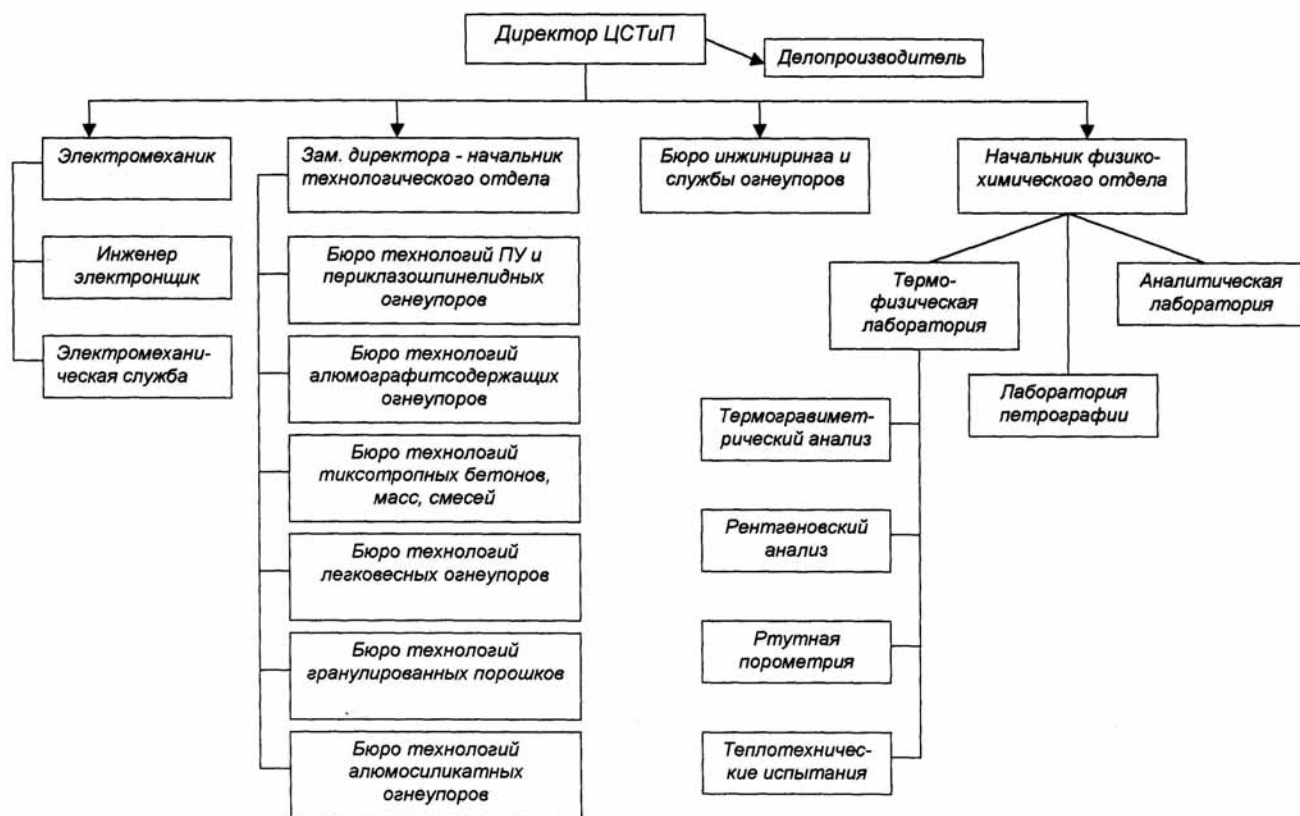 Директор ЦСТиП
Делопроизводитель
Электромеханик
Инженер
электронщик
Электромехани-
ческая служба
Зам. директора - начальник
технологического отдела
Бюро технологий ПУ и
периклазошпинелидных
огнеупоров
Бюро технологий
алюмографитсодержащих
огнеупоров
Бюро технологий
тиксотропных бетонов,
масс, смесей
Бюро технологий
легковесных огнеупоров
Бюро технологий
гранулированных порошков
Бюро технологий
алюмосиликатных
огнеупоров
Бюро инжиниринга и
службы огнеупоров
Начальник физико-
химического отдела
Термо-
физическая
лаборатория
Аналитическая
лаборатория
Лаборатория
петрографии
Термогравимет-
рический анализ
Рентгеновский
анализ
Ртутная
порометрия
Теплотехничес-
кие испытания